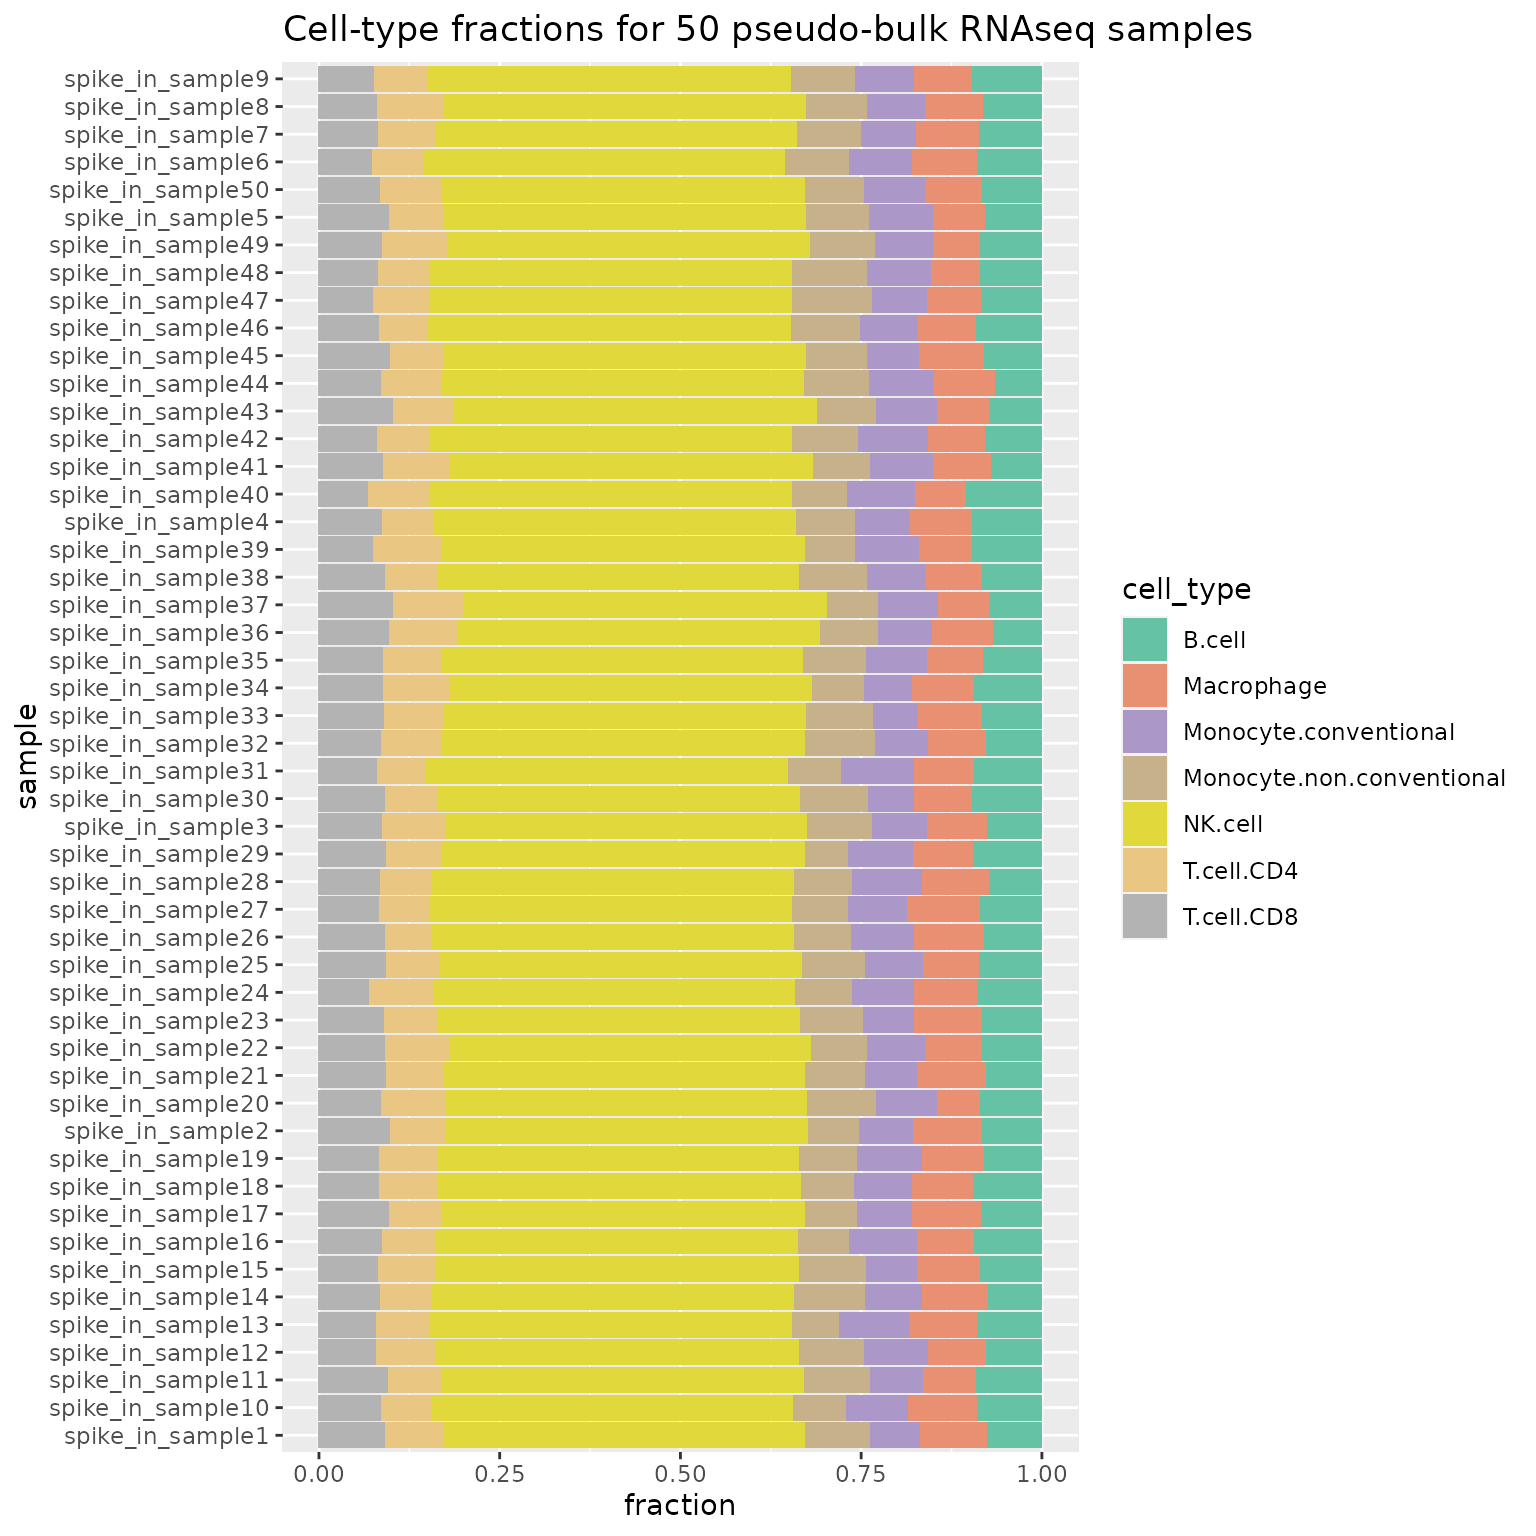 Cell-type fractions for 50 pseudo-bulk RNAseq samples
spike_in_sample9
spike_in_sample8
spike_in_sample7
spike_in_sample6
spike_in_sample50
spike_in_sample5
spike_in_sample49
spike_in_sample48
spike_in_sample47
spike_in_sample46
spike_in_sample45
spike_in_sample44
spike_in_sample43
spike_in_sample42
spike_in_sample41
spike_in_sample40
spike_in_sample4
spike_in_sample39
spike_in_sample38
spike_in_sample37
spike_in_sample36
spike_in_sample35
spike_in_sample34
spike_in_sample33
spike_in_sample32
spike_in_sample31
spike_in_sample30
spike_in_sample3
spike_in_sample29
spike_in_sample28
spike_in_sample27
spike_in_sample26
spike_in_sample25
spike_in_sample24
spike_in_sample23
spike_in_sample22
spike_in_sample21
spike_in_sample20
spike_in_sample2
spike_in_sample19
spike_in_sample18
spike_in_sample17
spike_in_sample16
spike_in_sample15
spike_in_sample14
spike_in_sample13
spike_in_sample12
spike_in_sample11
spike_in_sample10
spike_in_sample1
sample
0.00 0.25 0.50 0.75 1.00
fraction
cell_type
B.cell
Macrophage
Monocyte.conventional
Monocyte.non.conventional
NK.cell
T.cell.CD4
T.cell.CD8